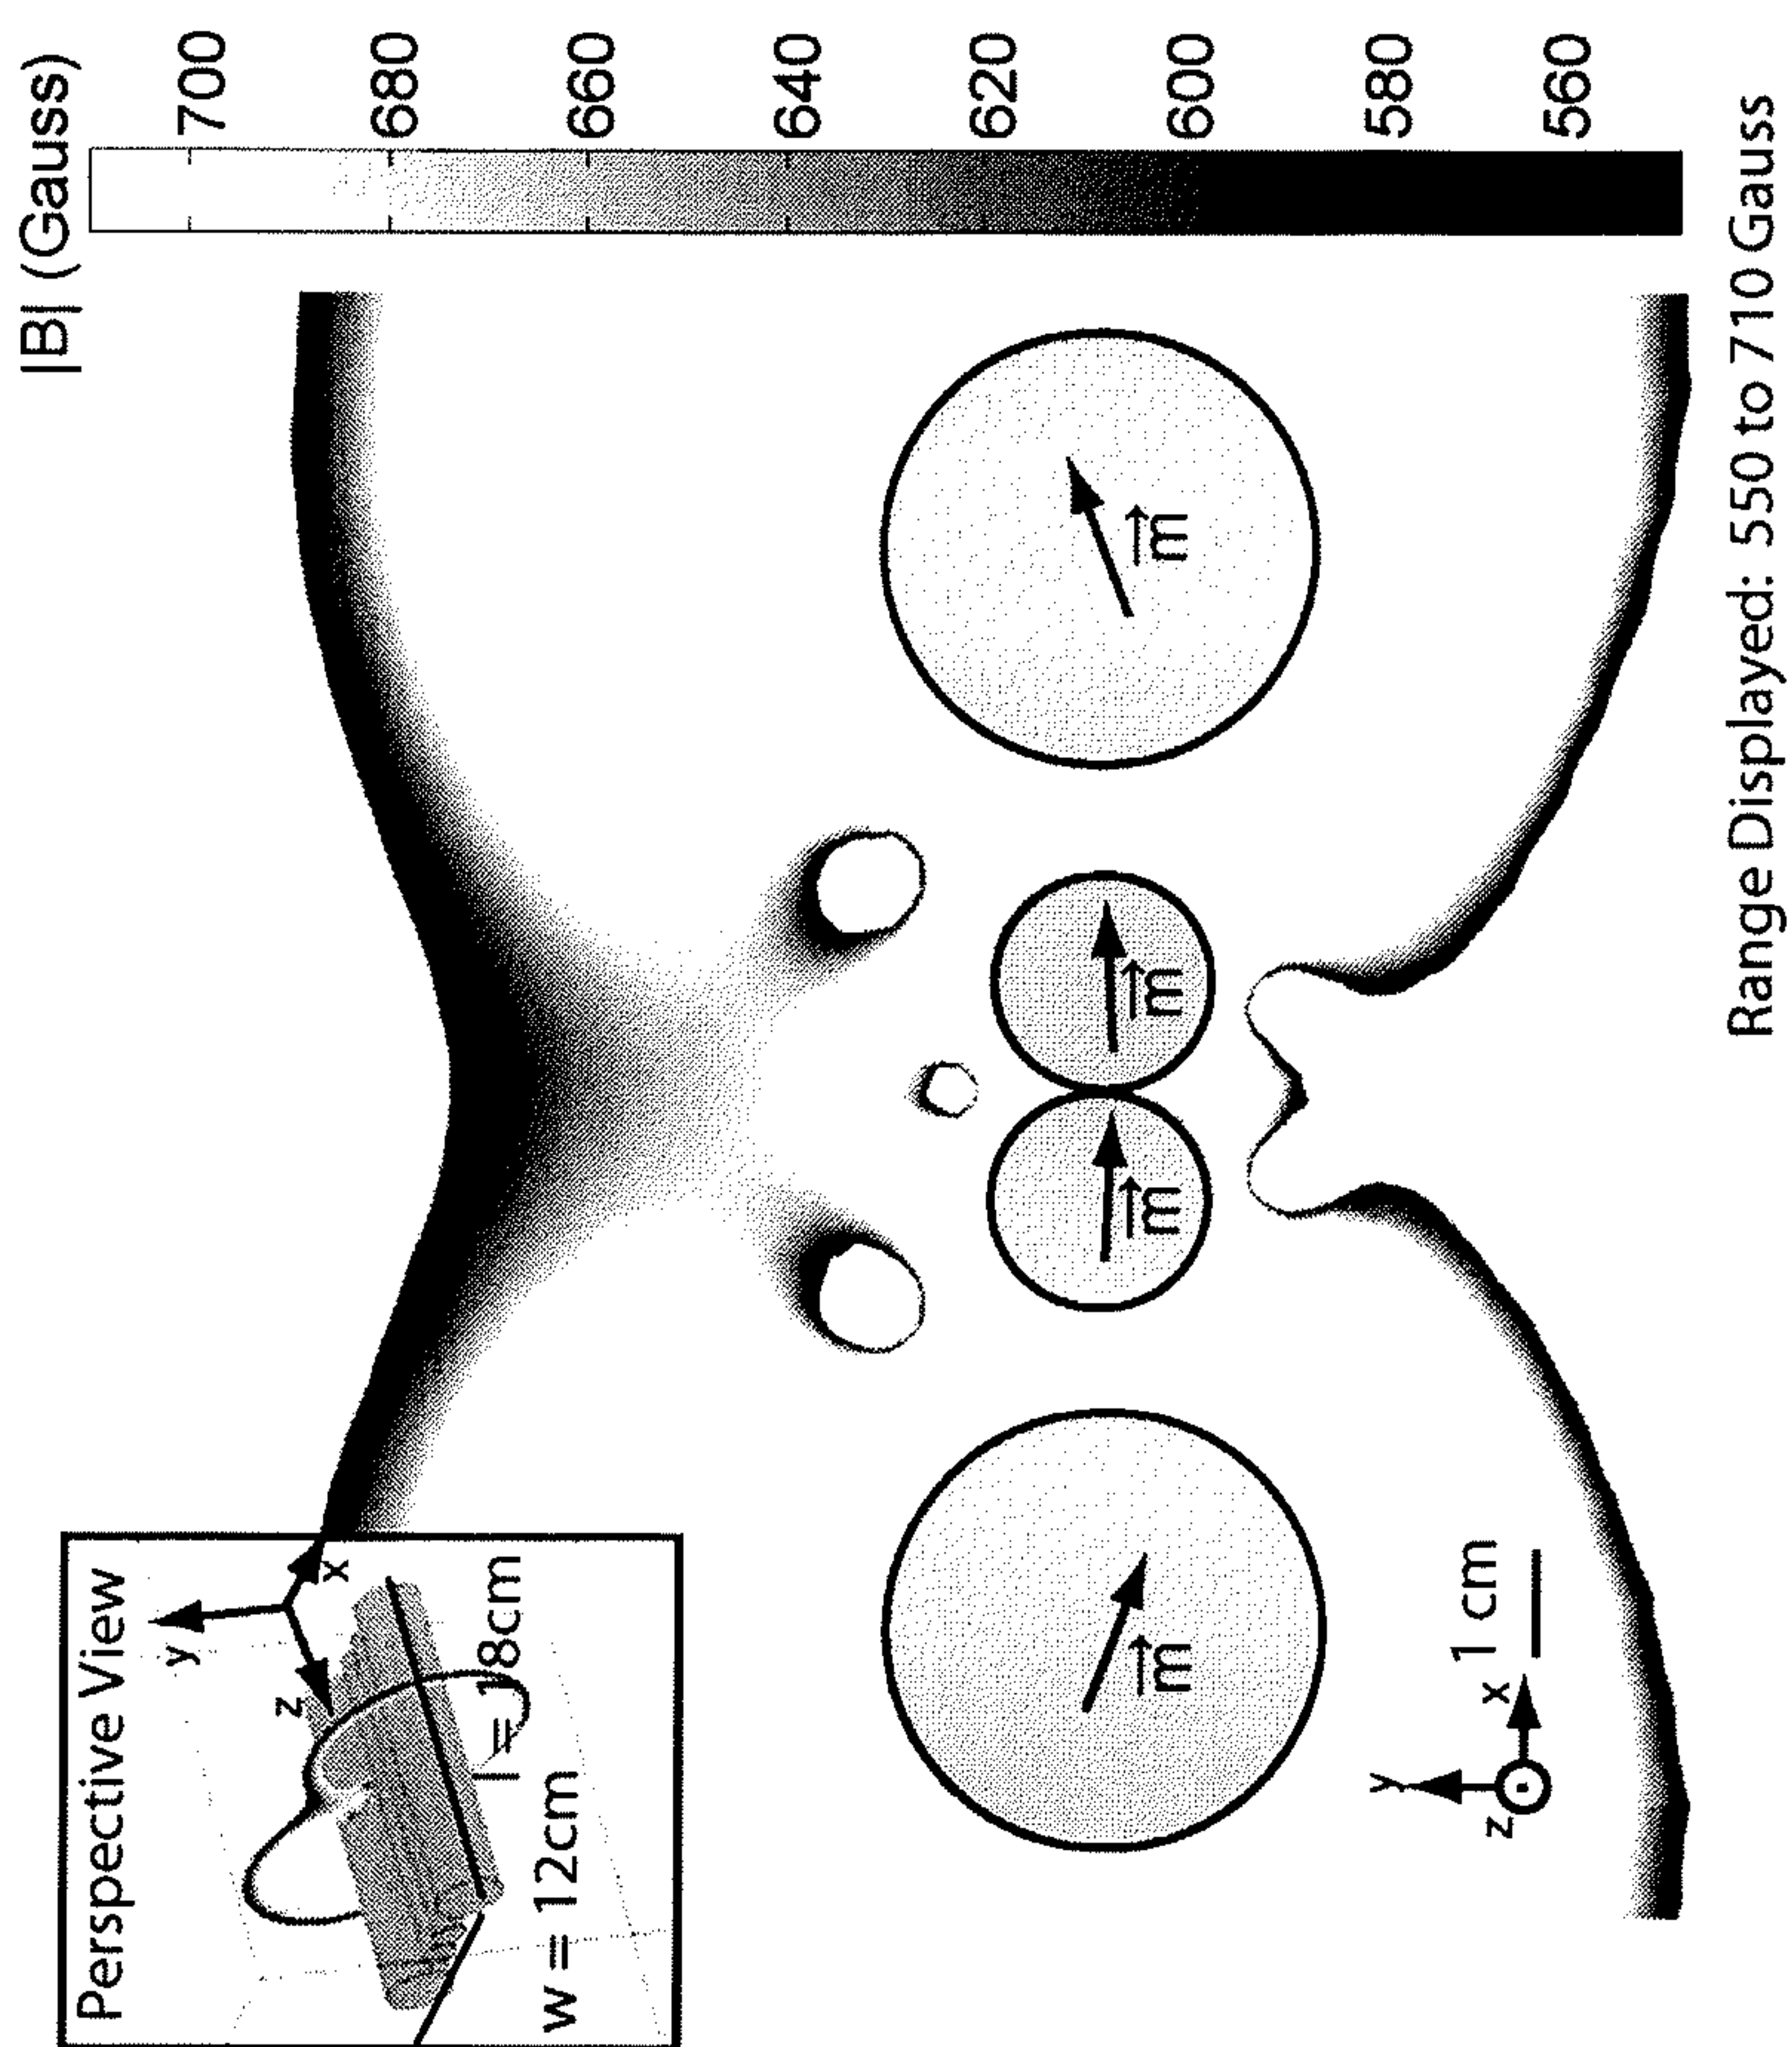 Perspective View
y
x
z
l = 18cm
w = 12cm
|B| (Gauss)
700
680
660
640
620
600
580
560
m
m
m
m
1 cm
y
x
z
Range Displayed: 550 to 710 Gauss